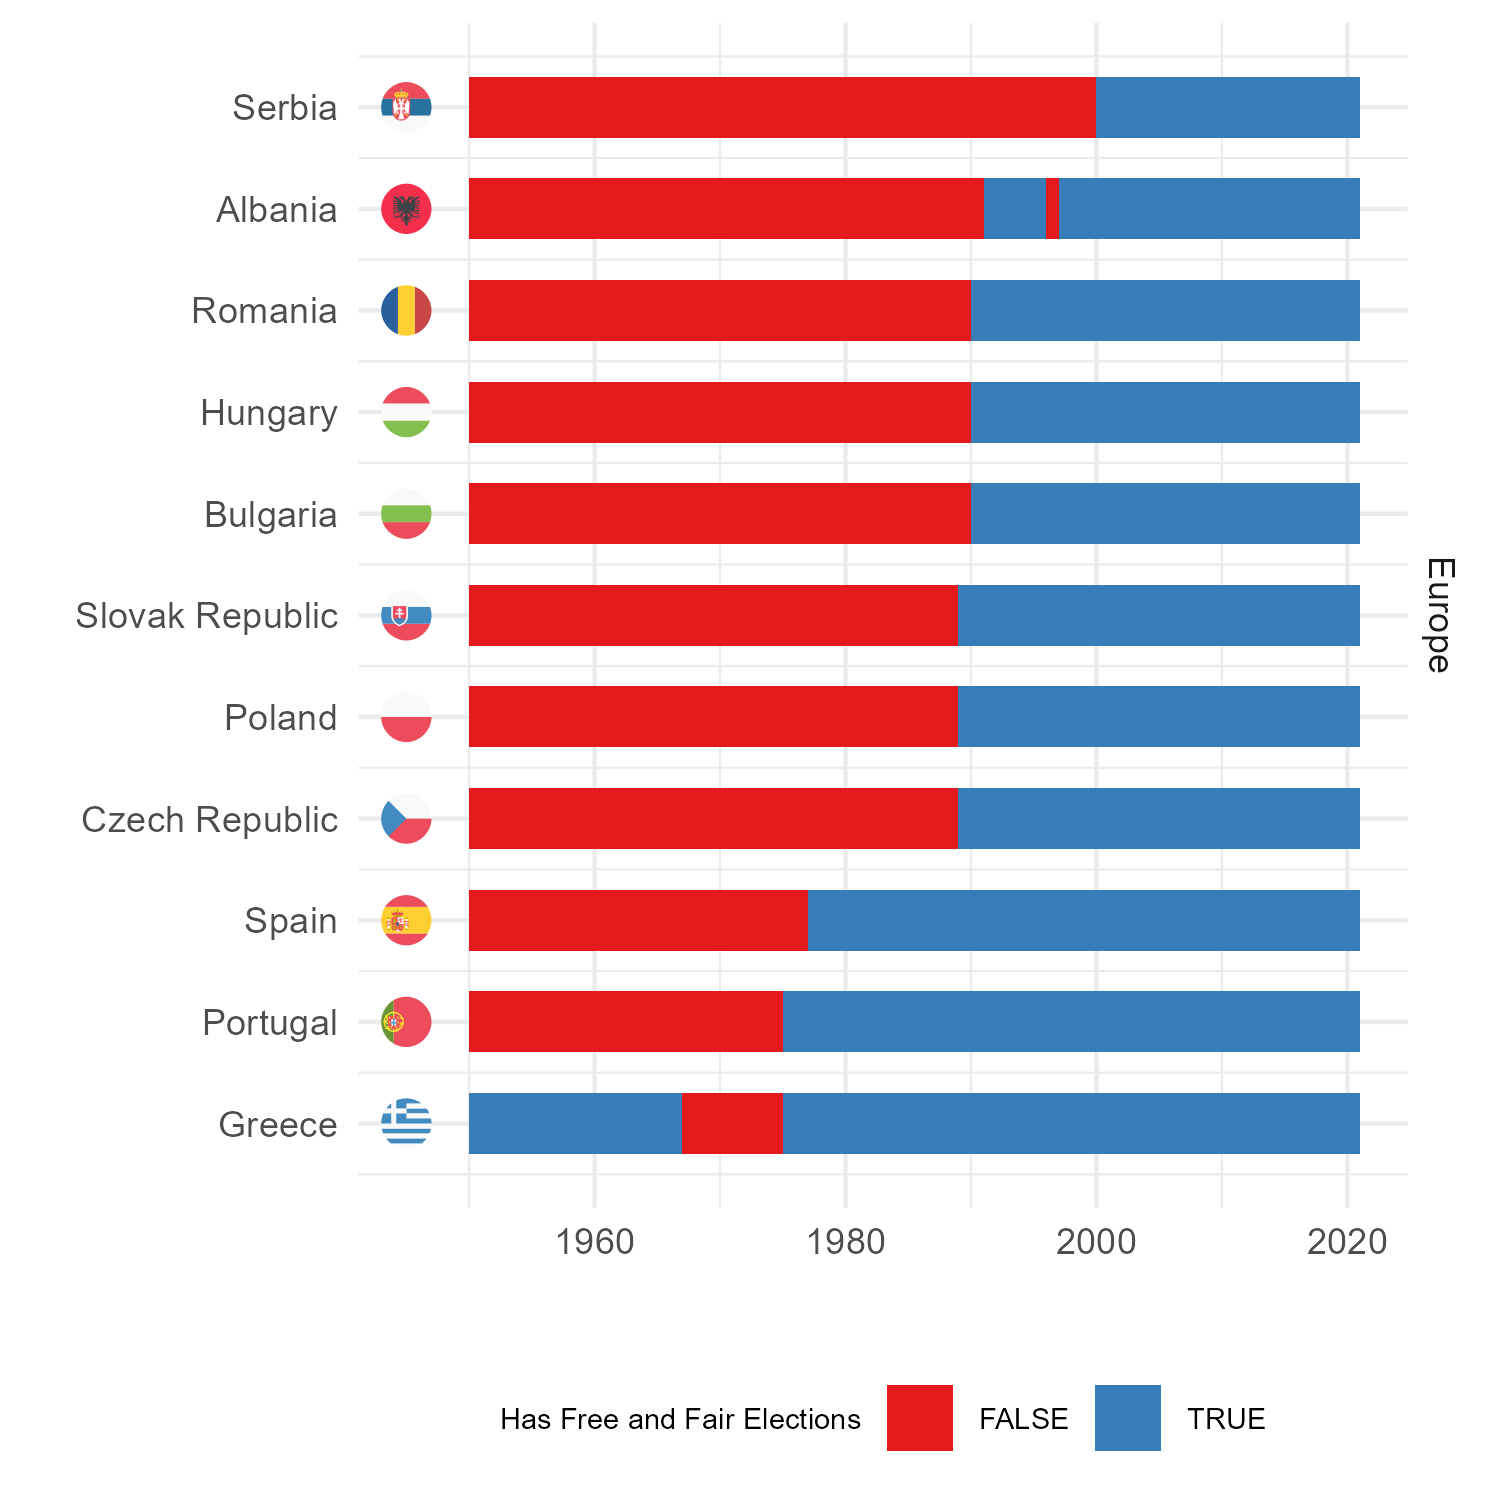 Serbia
Albania
Romania
Hungary
Bulgaria
Slovak Republic
Poland
Czech Republic
Spain
Portugal
Greece
Europe
1960 1980 2000 2020
Has Free and Fair Elections FALSE TRUE